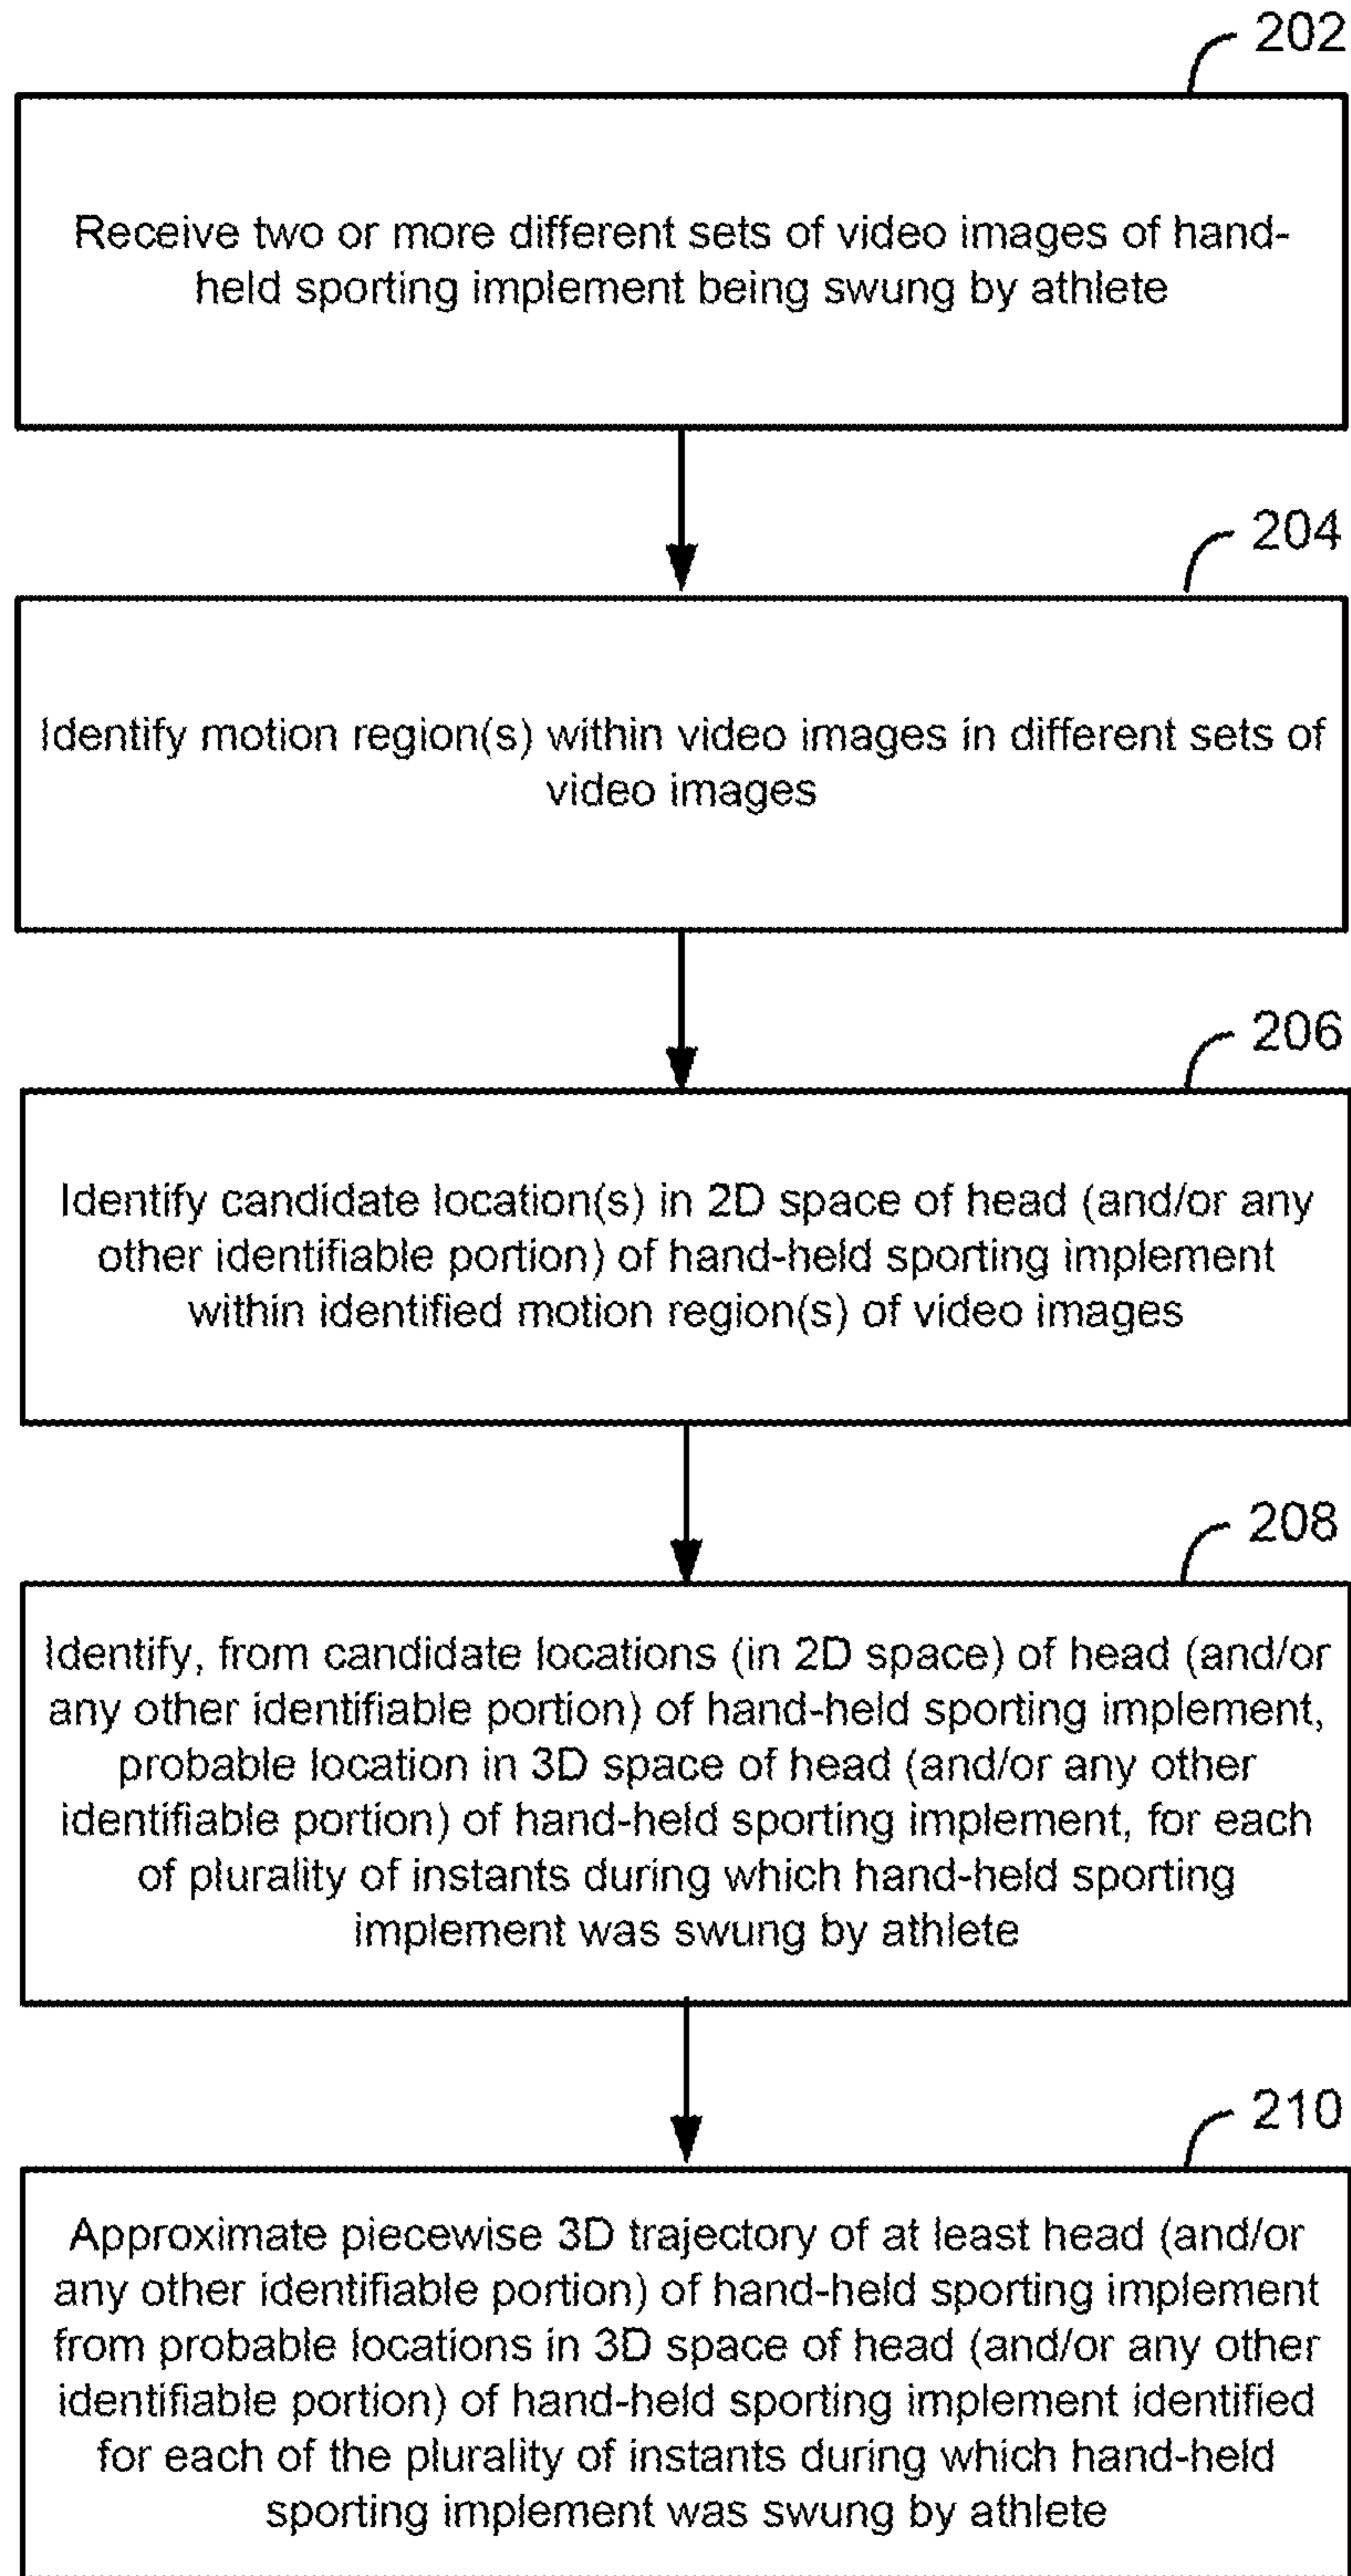 202
Receive two or more different sets of video images of hand-
held sporting implement being swung by athlete
204
Identify motion region(s) within video images in different sets of
video images
206
Identify candidate location(s) in 2D space of head (and/or any
other identifiable portion) of hand-held sporting implement
within identified motion region(s) of video images
208
Identify, from candidate locations (in 2D space) of head (and/or
any other identifiable portion) of hand-held sporting implement,
probable location in 3D space of head (and/or any other
identifiable portion) of hand-held sporting implement, for each
of plurality of instants during which hand-held sporting
implement was swung by athlete
210
Approximate piecewise 3D trajectory of at least head (and/or
any other identifiable portion) of hand-held sporting implement
from probable locations in 3D space of head (and/or any other
identifiable portion) of hand-held sporting implement identified
for each of the plurality of instants during which hand-held
sporting implement was swung by athlete